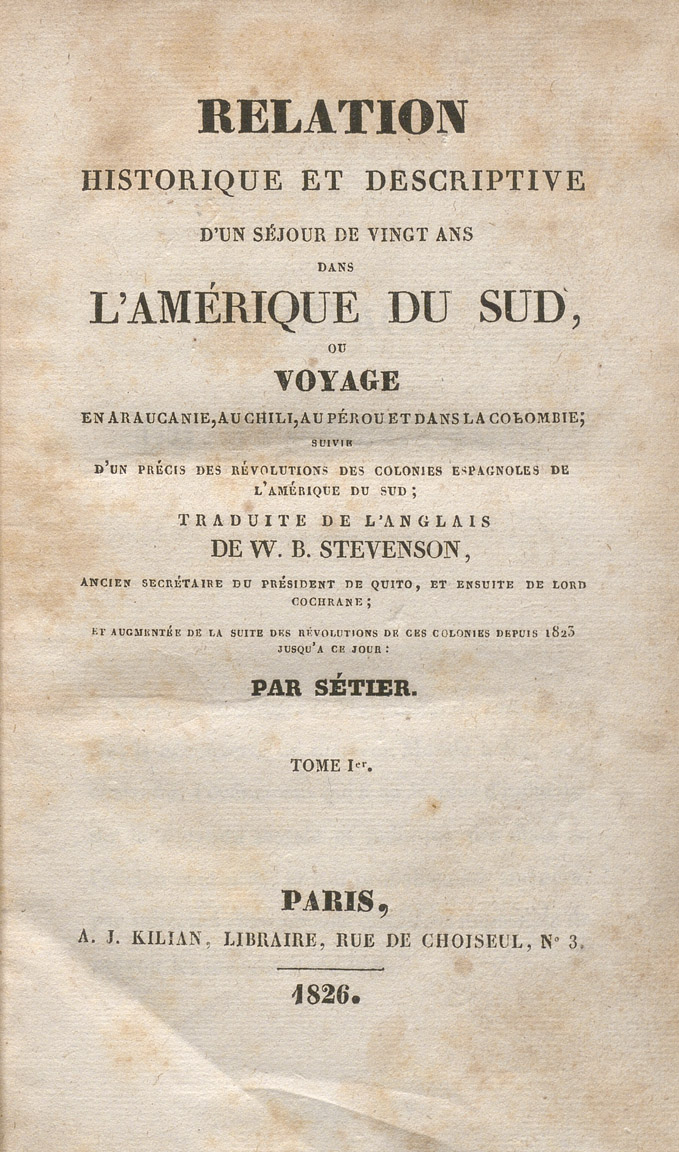 RELATION
HISTORIQUE ET DESCRIPTIVE
D'UN SÉJOUR DE VINGT ANS
DANS
L'AMÉRIQUE DU SUD,
OU
VOYAGE
EN ARAUCANIE, AU CHILI, AU PÉROU ET DANS LA COLOMBIE;
SUIVIE
D'UN PRÉCIS DES RÉVOLUTIONS DES COLONIES ESPAGNOLES DE
L'AMÉRIQUE DU SUD;
TRADUITE DE L'ANGLAIS
DE W. B. STEVENSON,
ANCIEN SECRÉTAIRE DU PRÉSIDENT DE QUITO, ET ENSUITE DE LORD
COCHRANE;
ET AUGMENTÉE DE LA SUITE DES RÉVOLUTIONS DE CES COLONIES DEPUIS 1823
JUSQU'A CE JOUR:
PAR SÉTIER.
TOME Ier.
PARIS,
A. J. KILIAN, LIBRAIRE, RUE DE CHOISEUL, No 3.
1826.